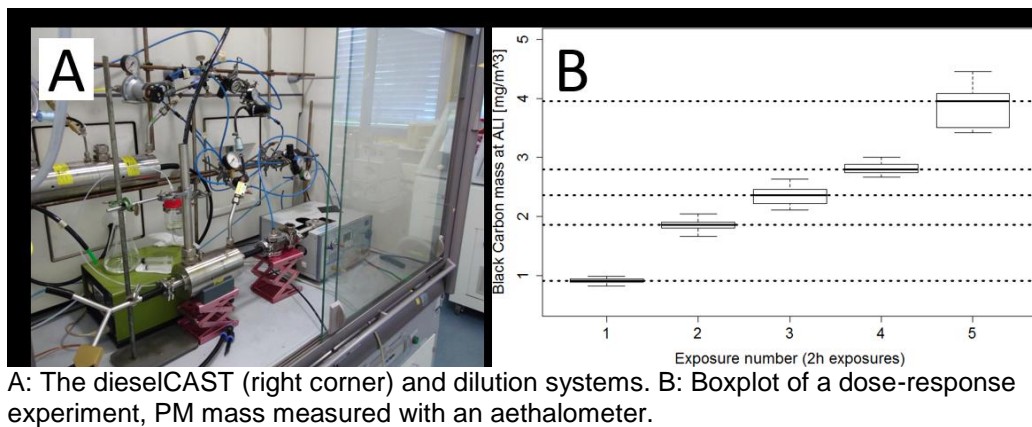 A
B
Black Carbon mass at ALI [mg/m^3]
5
4
3
2
1
1 2 3 4 5
Exposure number (2h exposures)
A: The dieselCAST (right corner) and dilution systems. B: Boxplot of a dose-response
experiment, PM mass measured with an aethalometer.